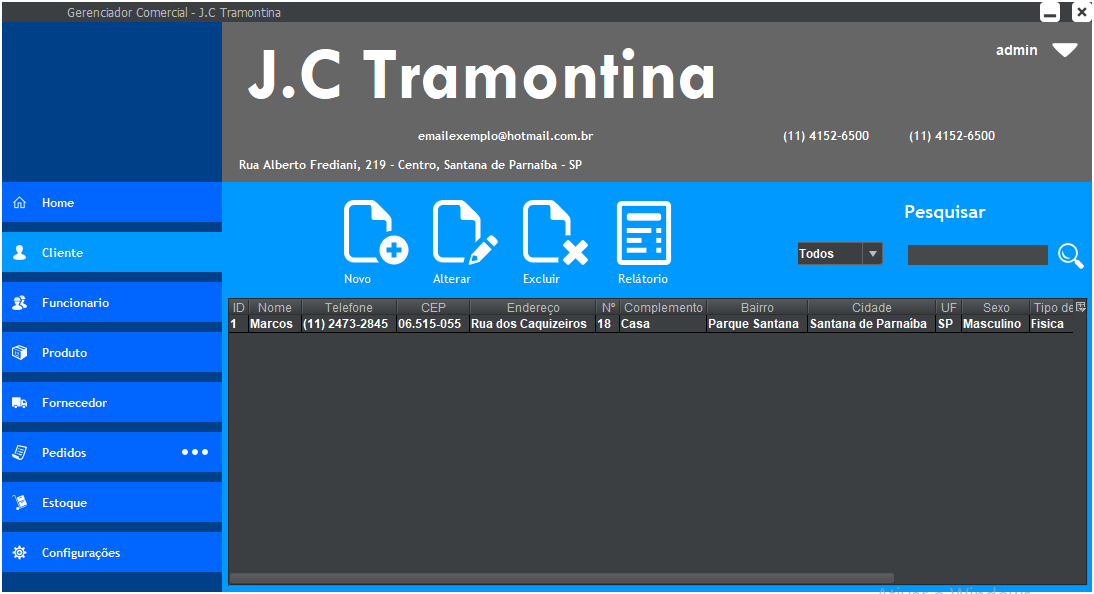 Gerenciador Comercial - J.C Tramontina
J.C Tramontina
admin
emailexemplo@hotmail.com.br (11) 4152-6500 (11) 4152-6500
Rua Alberto Frediani, 219 - Centro, Santana de Parnaíba - SP
Home
Cliente
Funcionario
Produto
Fornecedor
Pedidos
Estoque
Configurações
Novo Alterar Excluir Relátorio
Pesquisar
Todos
ID Nome Telefone CEP Endereço Nº Complemento Bairro Cidade UF Sexo Tipo de
1 Marcos (11) 2473-2845 06.515-055 Rua dos Caquizeiros 18 Casa Parque Santana Santana de Parnaíba SP Masculino Fisica